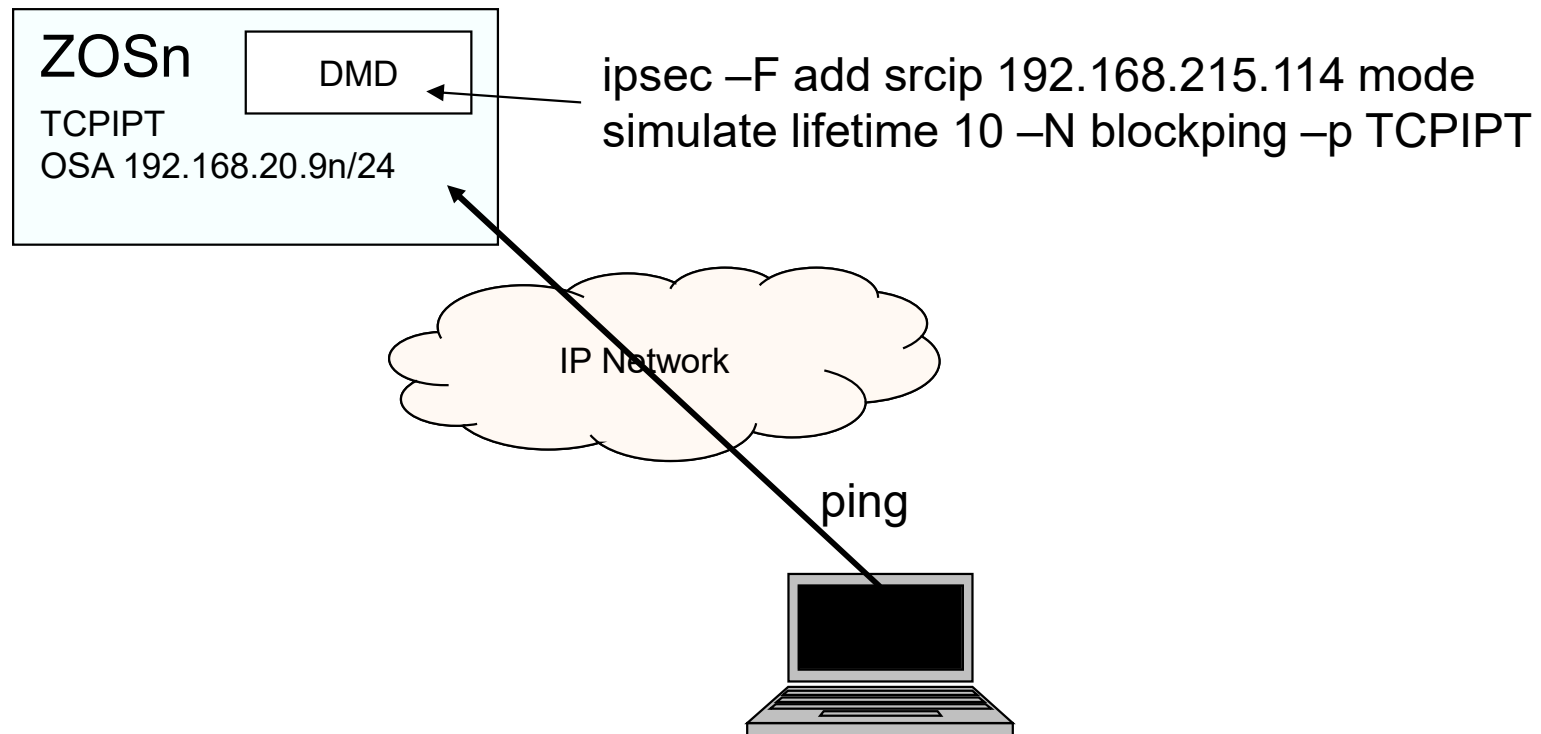 ZOSn
DMD
TCPIPT
OSA 192.168.20.9n/24
ipsec –F add srcip 192.168.215.114 mode
simulate lifetime 10 –N blockping –p TCPIPT
IP Network
ping